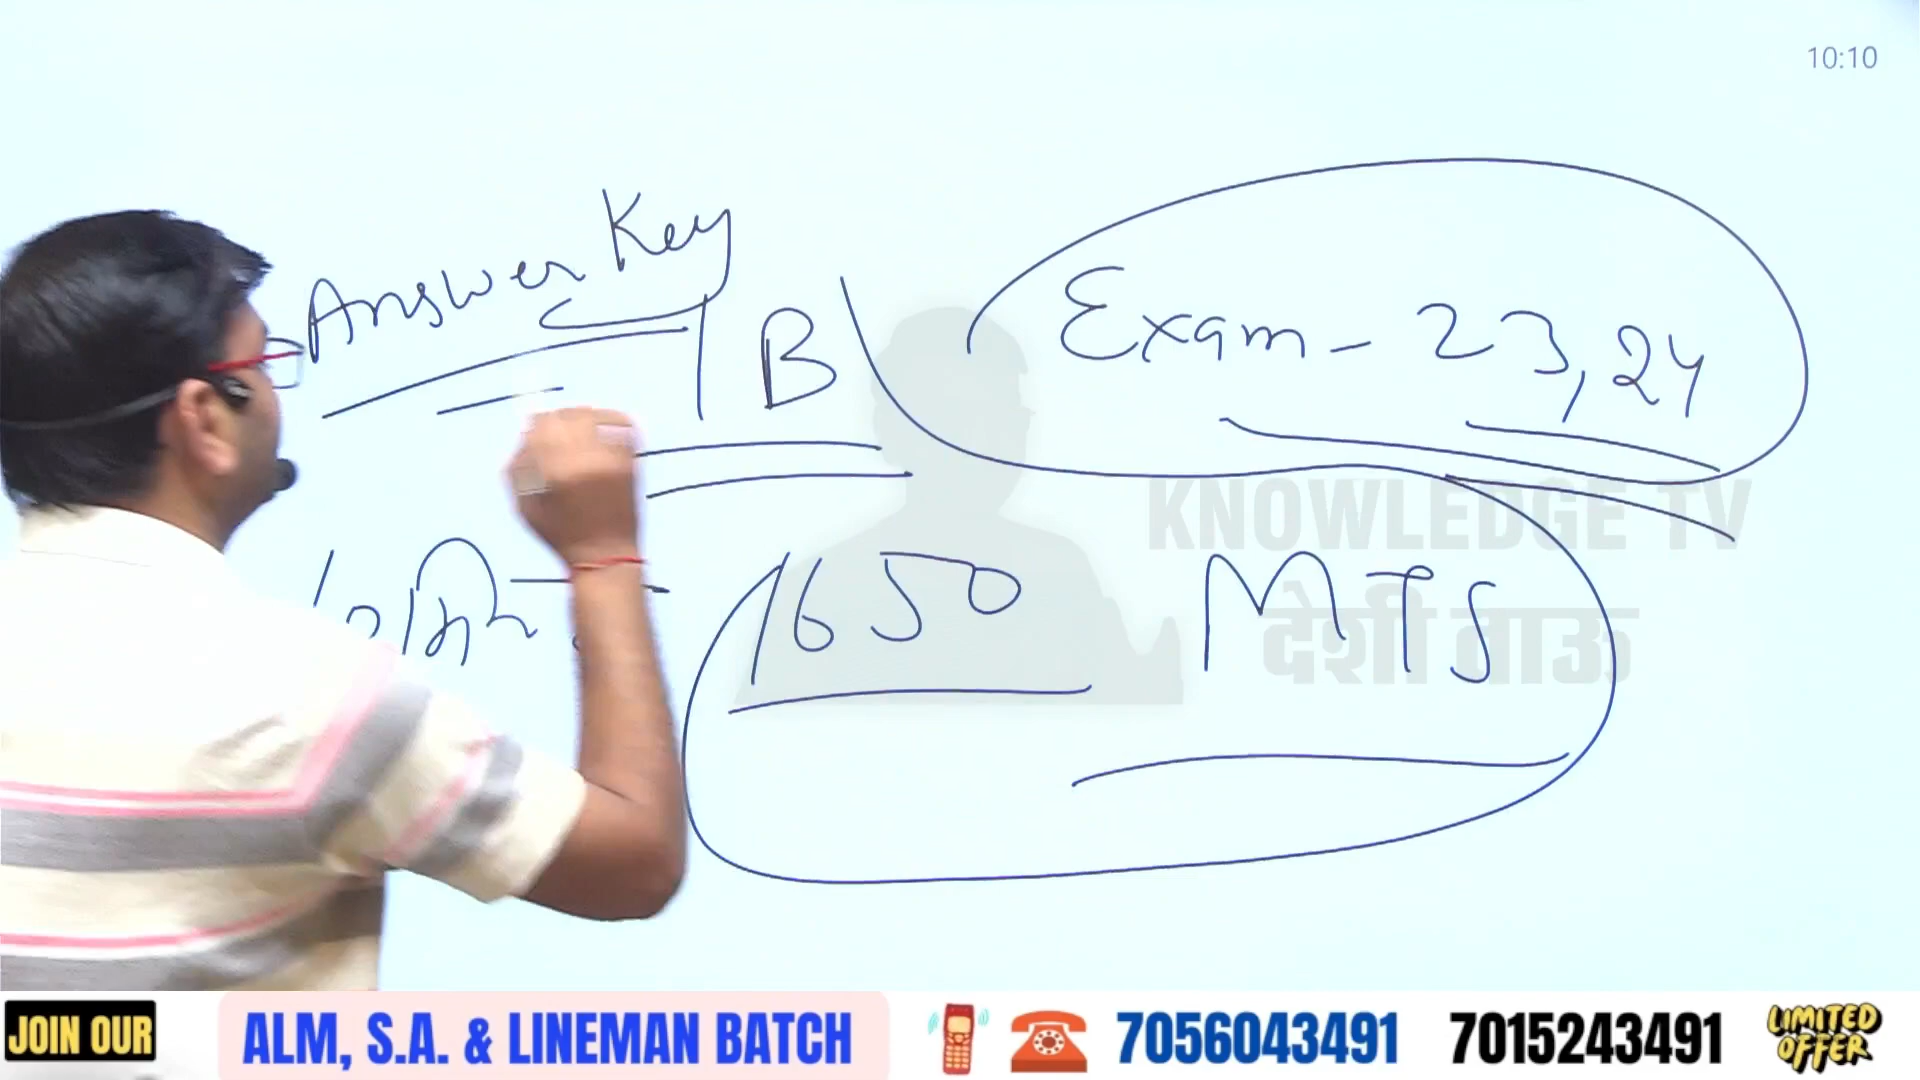 10:10
Answer Key
B
Exam - 23, 24
KNOWLEDGE TV
देशी ताऊ
1650 MTS
JOIN OUR ALM, S.A. & LINEMAN BATCH 7056043491 7015243491 LIMITED OFFER